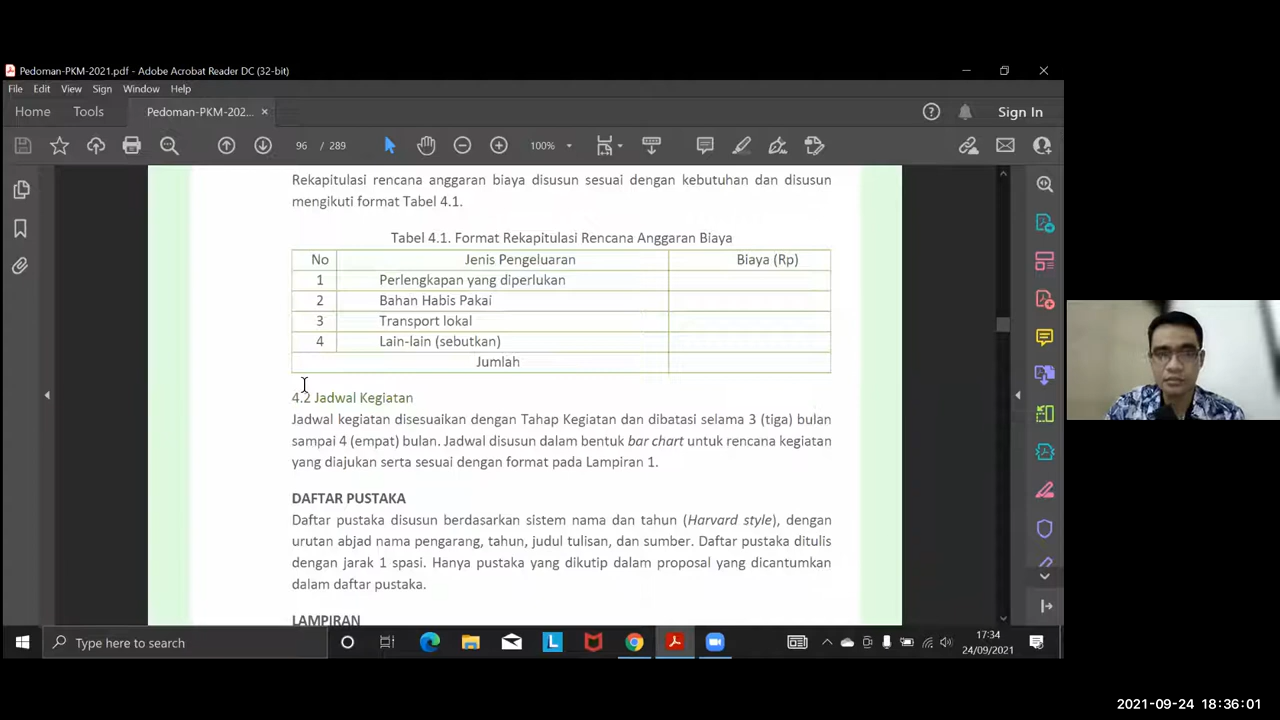 Pedoman-PKM-2021.pdf - Adobe Acrobat Reader DC (32-bit)
File Edit View Sign Window Help
Home Tools Pedoman-PKM-202... × Sign In
96 / 289 100%
Rekapitulasi rencana anggaran biaya disusun sesuai dengan kebutuhan dan disusun
mengikuti format Tabel 4.1.
Tabel 4.1. Format Rekapitulasi Rencana Anggaran Biaya
No Jenis Pengeluaran Biaya (Rp)
1 Perlengkapan yang diperlukan
2 Bahan Habis Pakai
3 Transport lokal
4 Lain-lain (sebutkan)
Jumlah
4.2 Jadwal Kegiatan
Jadwal kegiatan disesuaikan dengan Tahap Kegiatan dan dibatasi selama 3 (tiga) bulan
sampai 4 (empat) bulan. Jadwal disusun dalam bentuk bar chart untuk rencana kegiatan
yang diajukan serta sesuai dengan format pada Lampiran 1.
DAFTAR PUSTAKA
Daftar pustaka disusun berdasarkan sistem nama dan tahun (Harvard style), dengan
urutan abjad nama pengarang, tahun, judul tulisan, dan sumber. Daftar pustaka ditulis
dengan jarak 1 spasi. Hanya pustaka yang dikutip dalam proposal yang dicantumkan
dalam daftar pustaka.
LAMPIRAN
Type here to search
L
17:34
24/09/2021
2021-09-24 18:36:01